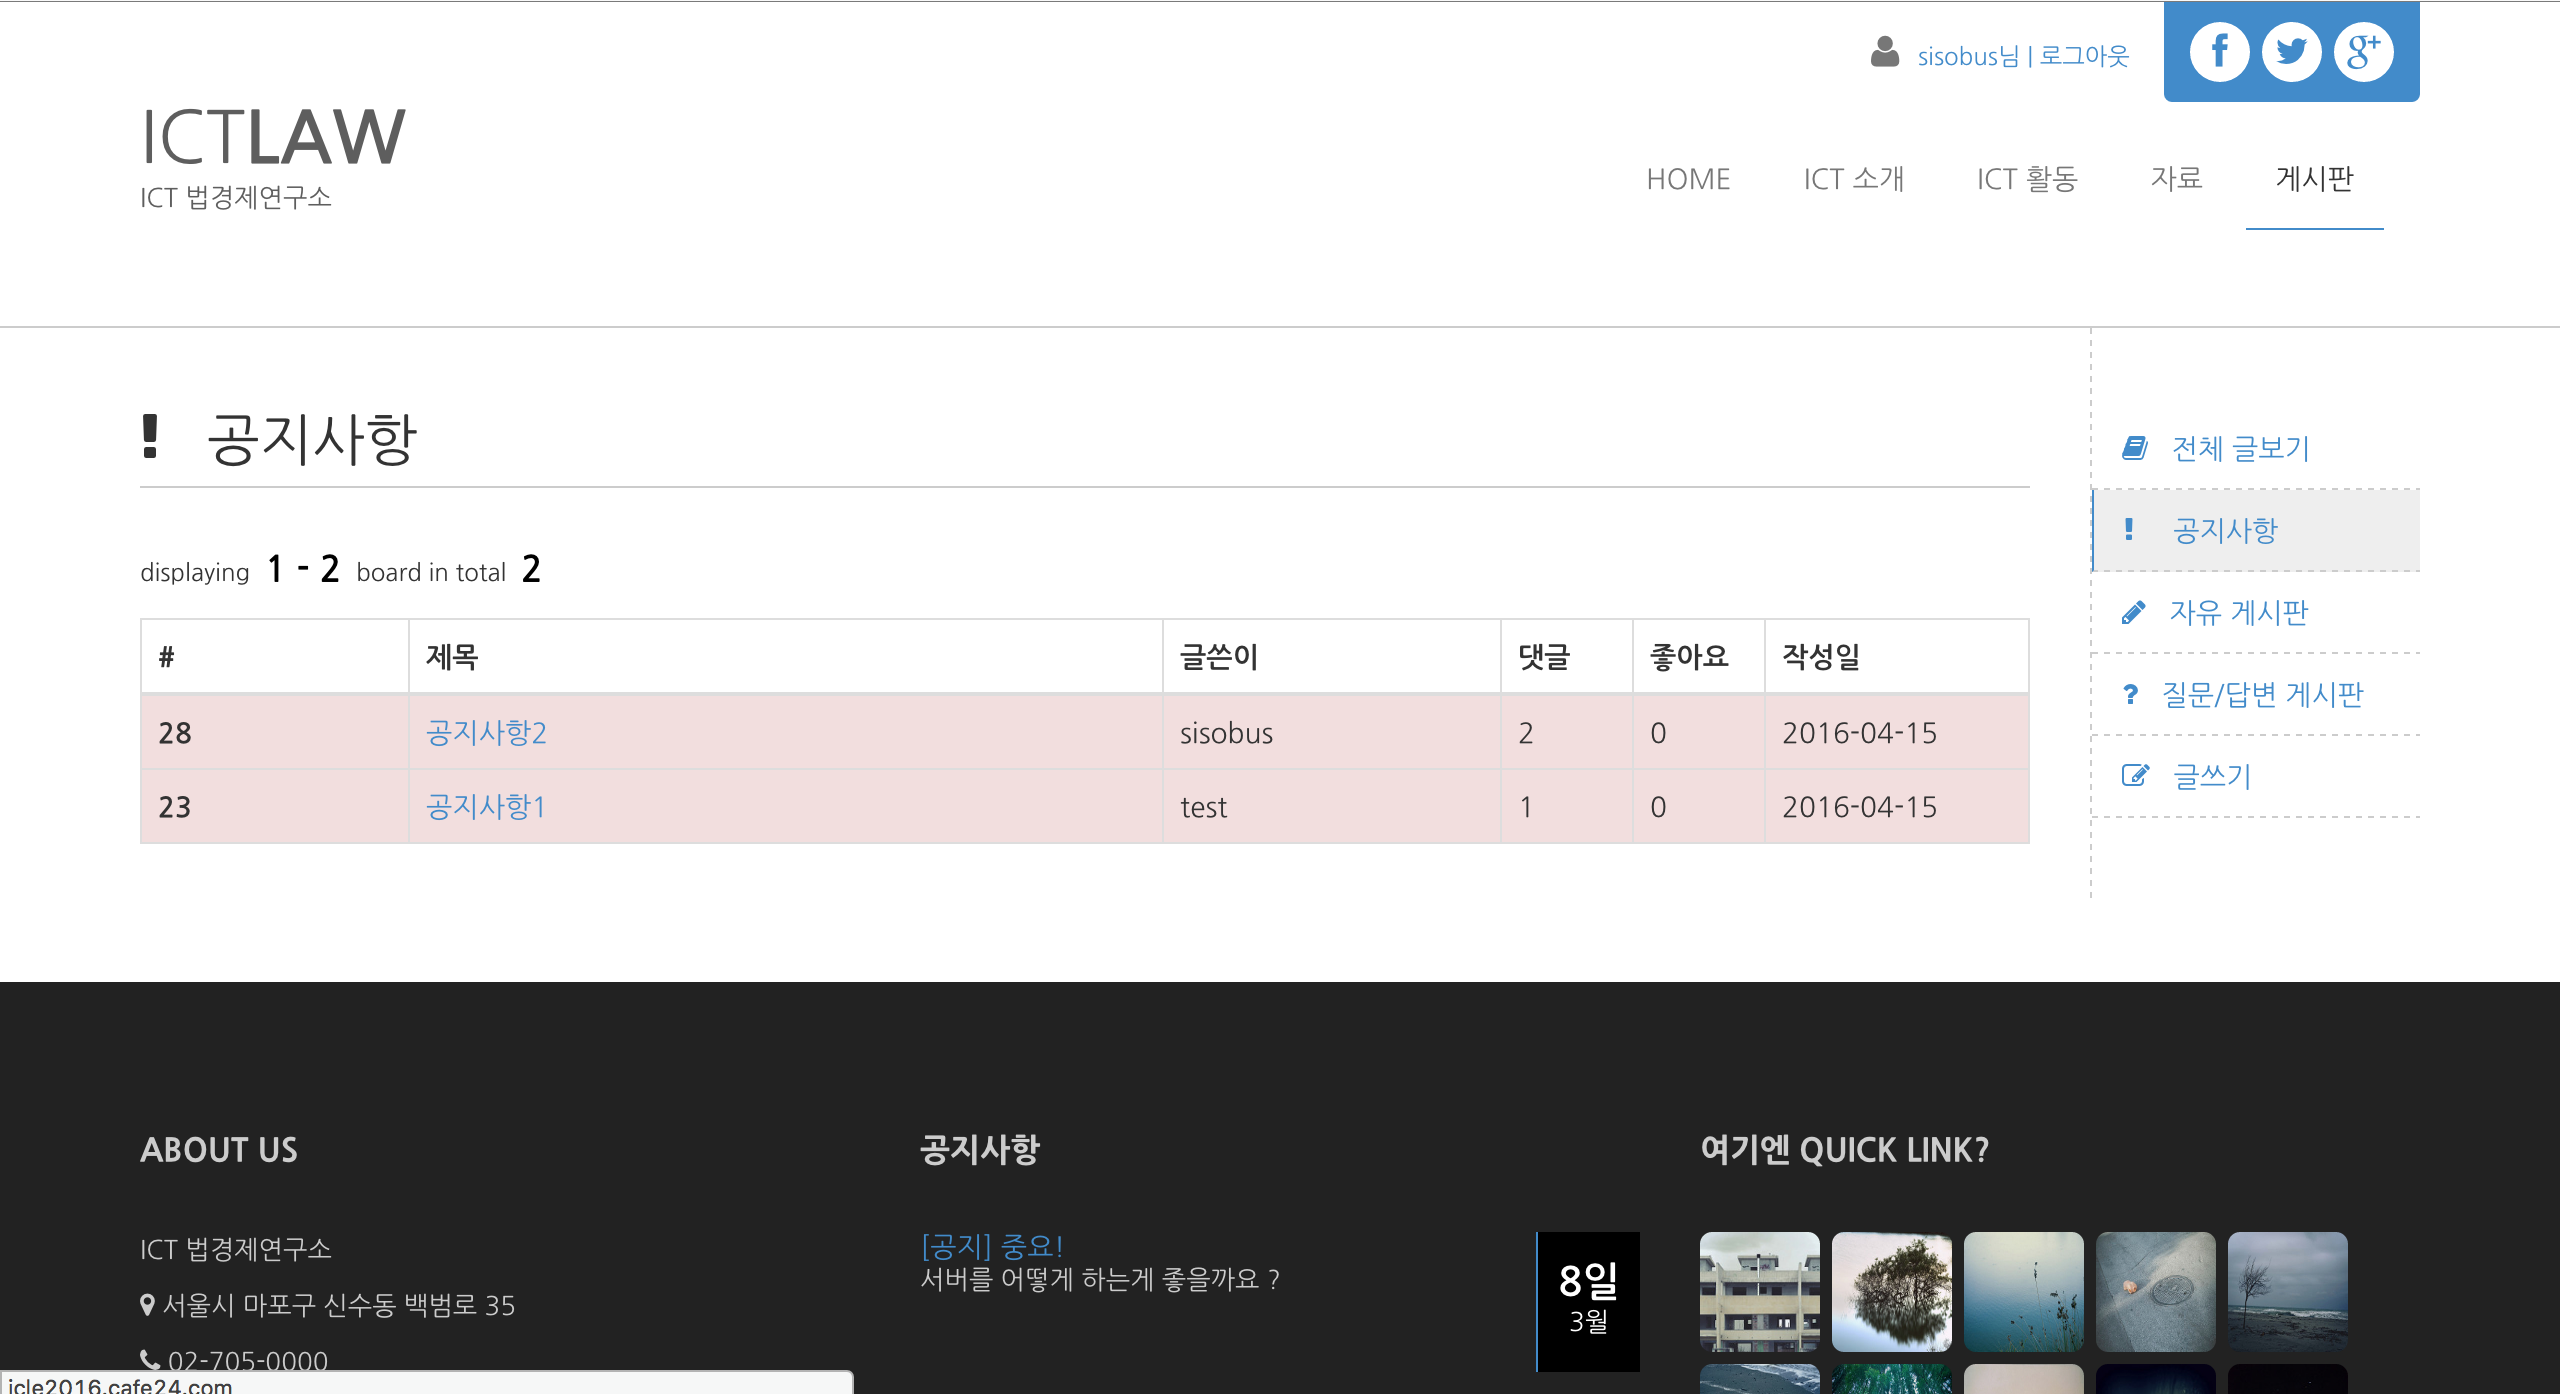 sisobus님 | 로그아웃
ICTLAW
ICT 법경제연구소
HOME ICT 소개 ICT 활동 자료 게시판
! 공지사항
displaying 1 - 2 board in total 2
# 제목 글쓴이 댓글 좋아요 작성일
28 공지사항2 sisobus 2 0 2016-04-15
23 공지사항1 test 1 0 2016-04-15
전체 글보기
! 공지사항
자유 게시판
? 질문/답변 게시판
글쓰기
ABOUT US
ICT 법경제연구소
서울시 마포구 신수동 백범로 35
02-705-0000
공지사항
[공지] 중요!
서버를 어떻게 하는게 좋을까요 ?
8일
3월
여기엔 QUICK LINK?
icle2016.cafe24.com